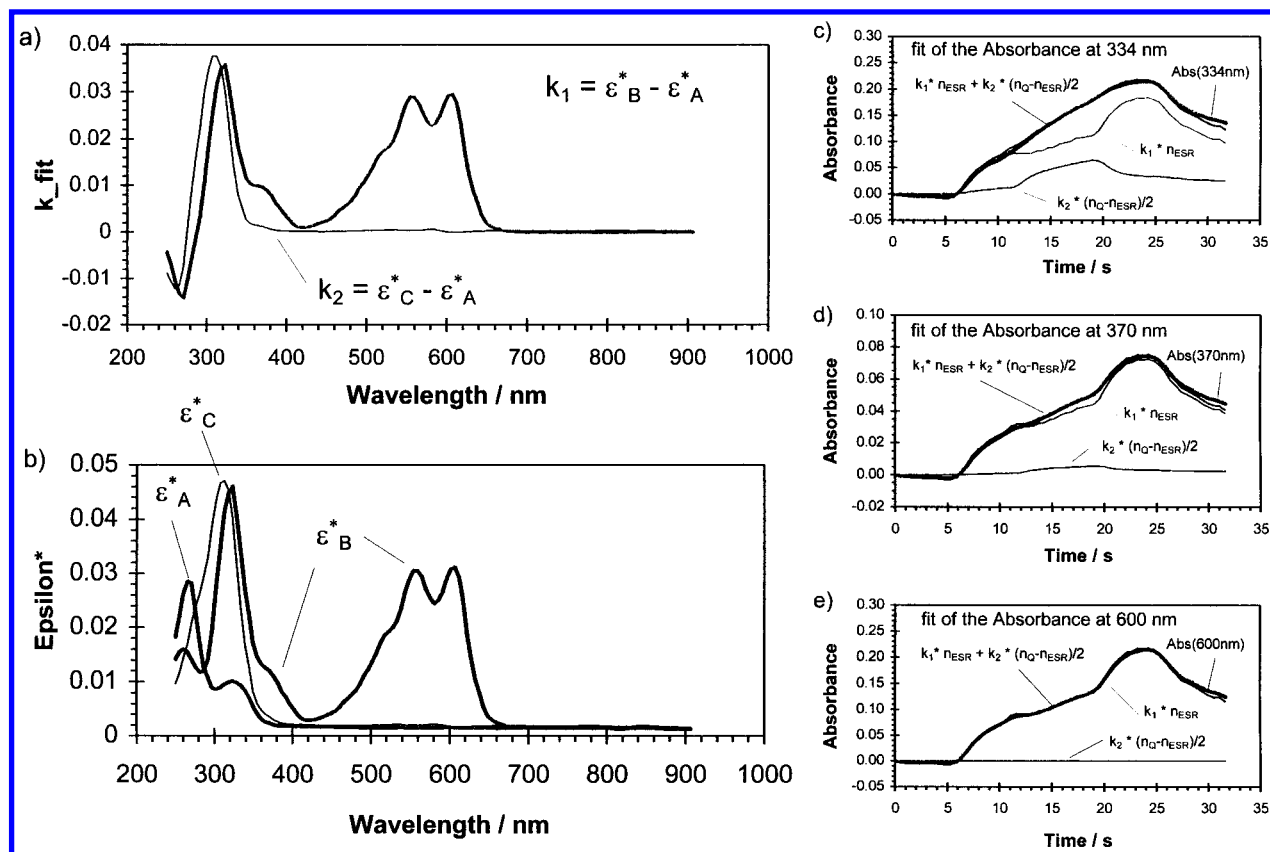 a)
0.04
0.03
0.02
0.01
0
-0.01
-0.02
k_fit
k₁ = ε*B - ε*A
k₂ = ε*C - ε*A
200 300 400 500 600 700 800 900 1000
Wavelength / nm
b)
0.05
0.04
0.03
0.02
0.01
0
Epsilon*
ε*C
ε*A
ε*B
200 300 400 500 600 700 800 900 1000
Wavelength / nm
c)
fit of the Absorbance at 334 nm
0.30
0.25
0.20
0.15
0.10
0.05
0.00
-0.05
Absorbance
k₁* nESR + k₂ * (nQ-nESR)/2
Abs(334nm)
k₁ * nESR
k₂ * (nQ-nESR)/2
0 5 10 15 20 25 30 35
Time / s
d)
fit of the Absorbance at 370 nm
0.10
0.08
0.06
0.04
0.02
0.00
-0.02
Absorbance
k₁* nESR + k₂ * (nQ-nESR)/2
Abs(370nm)
k₁ * nESR
k₂ * (nQ-nESR)/2
0 5 10 15 20 25 30 35
Time / s
e)
fit of the Absorbance at 600 nm
0.30
0.25
0.20
0.15
0.10
0.05
0.00
-0.05
Absorbance
k₁* nESR + k₂ * (nQ-nESR)/2
Abs(600nm)
k₁ * nESR
k₂ * (nQ-nESR)/2
0 5 10 15 20 25 30 35
Time / s